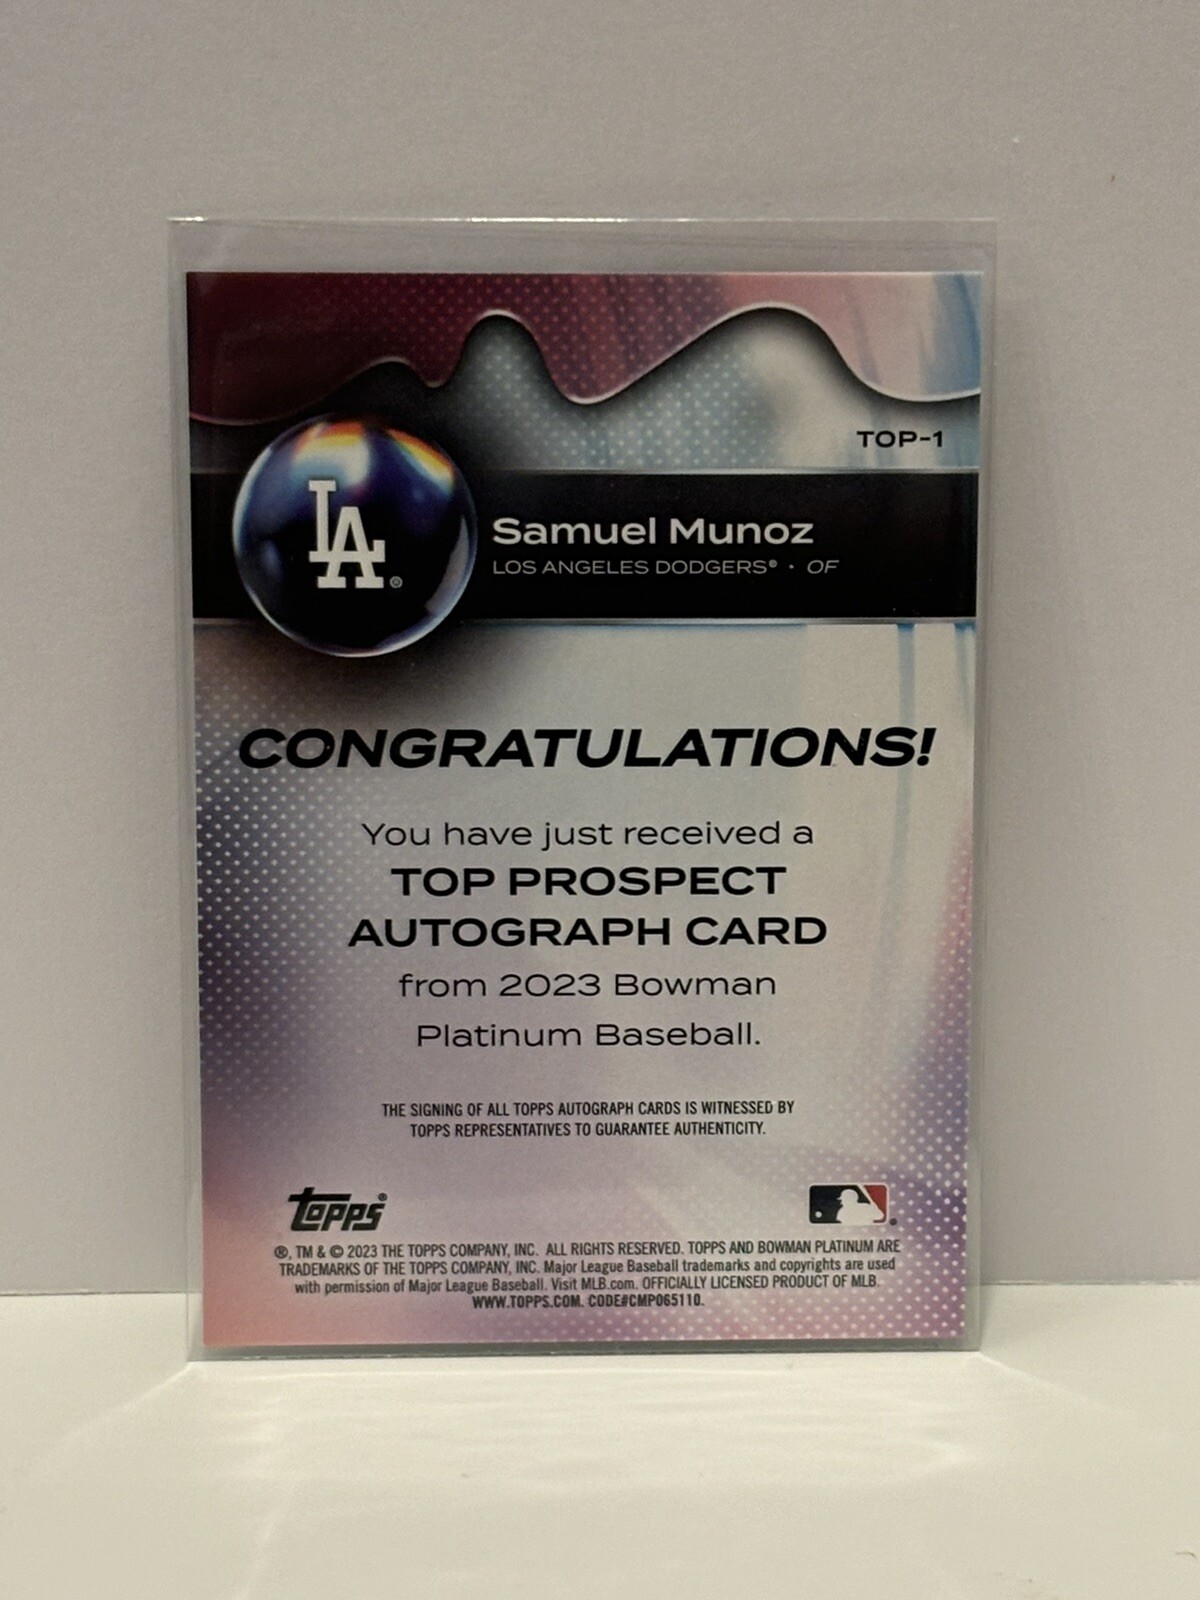 TOP-1
LA®
Samuel Munoz
LOS ANGELES DODGERS® · OF
CONGRATULATIONS!
You have just received a
TOP PROSPECT
AUTOGRAPH CARD
from 2023 Bowman
Platinum Baseball.
THE SIGNING OF ALL TOPPS AUTOGRAPH CARDS IS WITNESSED BY
TOPPS REPRESENTATIVES TO GUARANTEE AUTHENTICITY.
Topps®
®, TM & © 2023 THE TOPPS COMPANY, INC. ALL RIGHTS RESERVED. TOPPS AND BOWMAN PLATINUM ARE
TRADEMARKS OF THE TOPPS COMPANY, INC. Major League Baseball trademarks and copyrights are used
with permission of Major League Baseball. Visit MLB.com. OFFICIALLY LICENSED PRODUCT OF MLB.
WWW.TOPPS.COM. CODE#CMP065110.